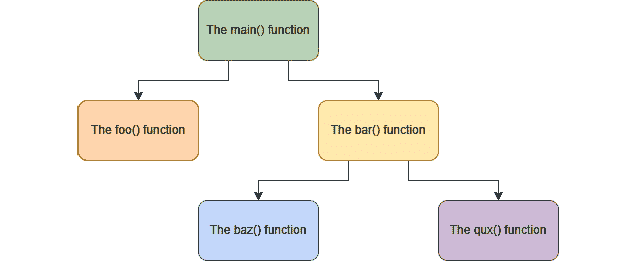 The main() function
The foo() function
The bar() function
The baz() function
The qux() function